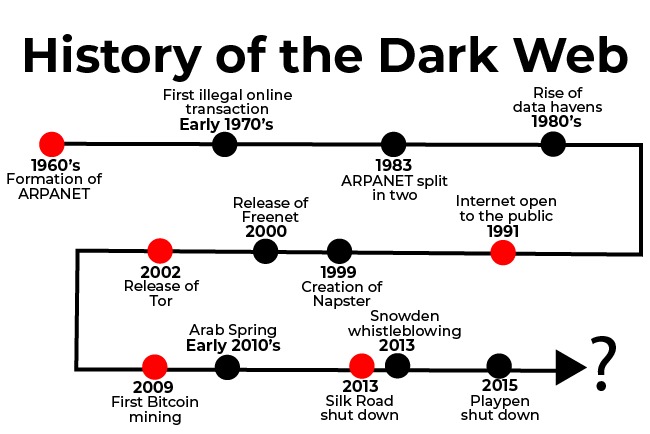 History of the Dark Web
First illegal online
transaction
Early 1970's
Rise of
data havens
1980's
1960's
Formation of
ARPANET
1983
ARPANET split
in two
Internet open
to the public
1991
1999
Creation of
Napster
Release of
Freenet
2000
2002
Release of
Tor
2009
First Bitcoin
mining
Arab Spring
Early 2010's
2013
Silk Road
shut down
Snowden
whistleblowing
2013
2015
Playpen
shut down
?